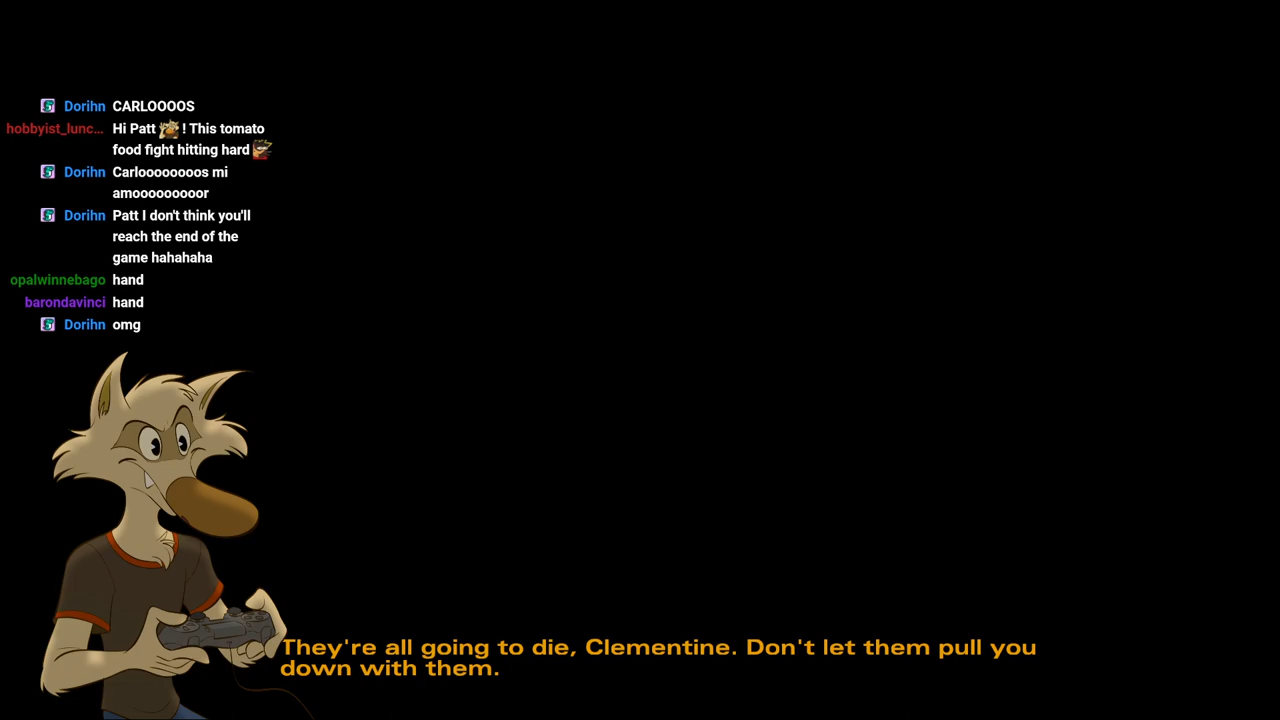 Dorihn CARLOOOOS
hobbyist_lunc... Hi Patt ! This tomato
food fight hitting hard
Dorihn Carloooooooos mi
amooooooooor
Dorihn Patt I don't think you'll
reach the end of the
game hahahaha
opalwinnebago hand
barondavinci hand
Dorihn omg
They're all going to die, Clementine. Don't let them pull you
down with them.